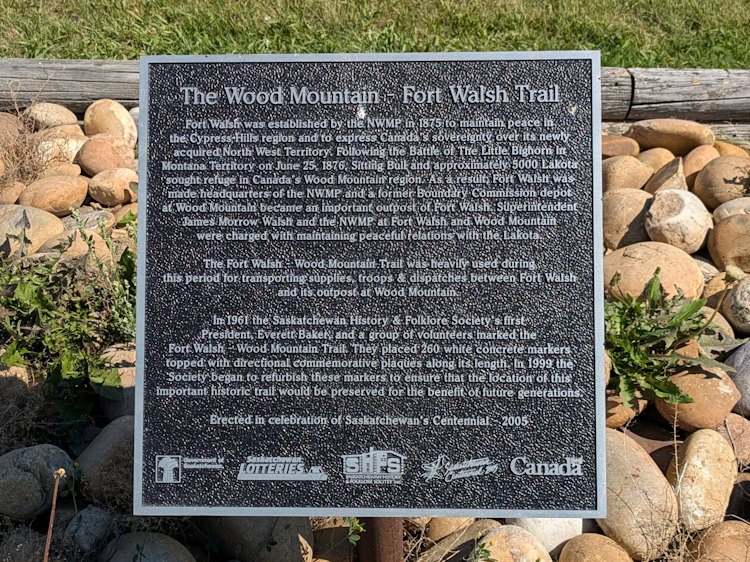 The Wood Mountain - Fort Walsh Trail
Fort Walsh was established by the NWMP in 1875 to maintain peace in
the Cypress Hills region and to express Canada's sovereignty over its newly
acquired North West Territory. Following the Battle of The Little Bighorn in
Montana Territory on June 25, 1876, Sitting Bull and approximately 5000 Lakota
sought refuge in Canada's Wood Mountain region. As a result, Fort Walsh was
made headquarters of the NWMP and a former Boundary Commission depot
at Wood Mountain became an important outpost of Fort Walsh. Superintendent
James Morrow Walsh and the NWMP at Fort Walsh and Wood Mountain
were charged with maintaining peaceful relations with the Lakota.
The Fort Walsh - Wood Mountain Trail was heavily used during
this period for transporting supplies, troops & dispatches between Fort Walsh
and its outpost at Wood Mountain.
In 1961 the Saskatchewan History & Folklore Society's first
President, Everett Baker, and a group of volunteers marked the
Fort Walsh - Wood Mountain Trail. They placed 260 white concrete markers
topped with directional commemorative plaques along its length. In 1999 the
Society began to refurbish these markers to ensure that the location of this
important historic trail would be preserved for the benefit of future generations.
Erected in celebration of Saskatchewan's Centennial - 2005
Saskatchewan
LOTTERIES
SHFS
SASKATCHEWAN HISTORY
Canada